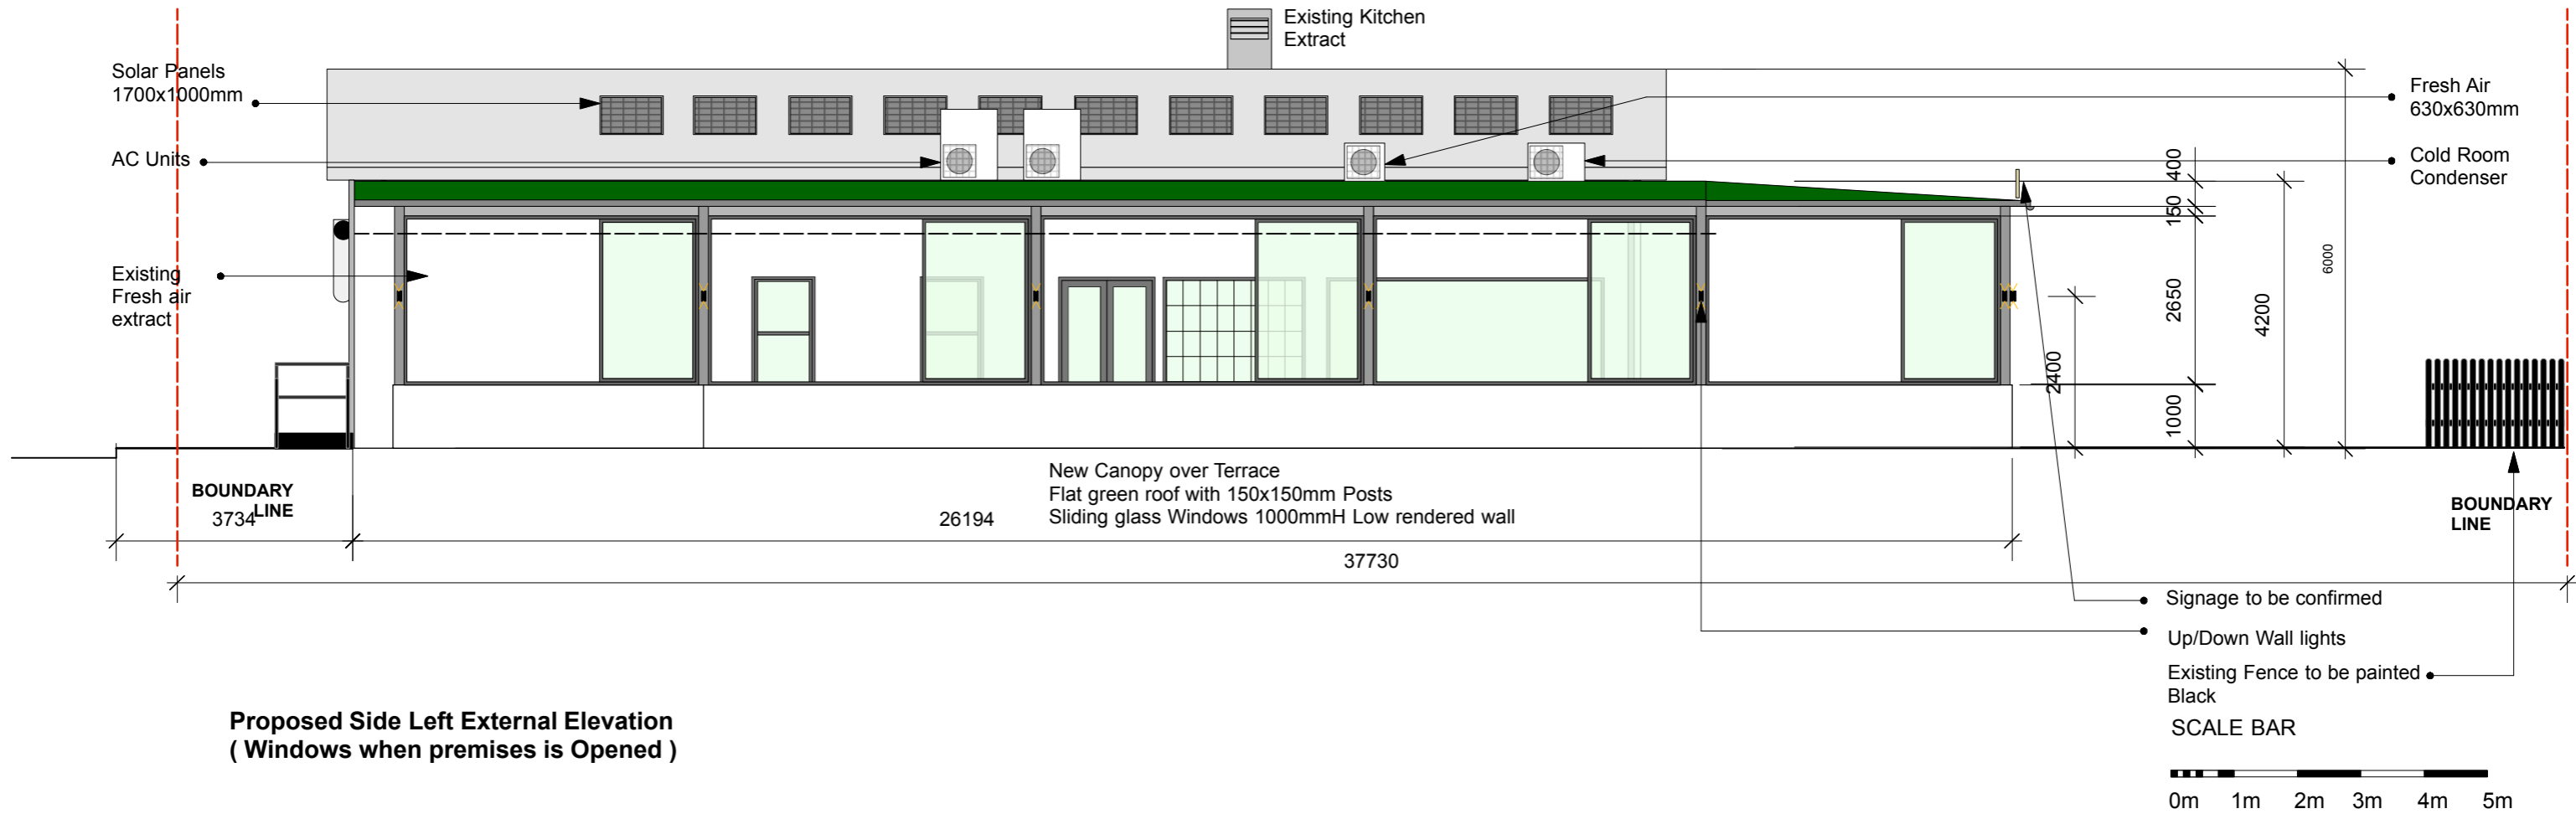 Existing Kitchen
Extract
Solar Panels
1700x1000mm
AC Units
Existing
Fresh air
extract
Fresh Air
630x630mm
Cold Room
Condenser
400
150
2650
1000
2400
4200
6000
BOUNDARY
LINE
3734
26194
New Canopy over Terrace
Flat green roof with 150x150mm Posts
Sliding glass Windows 1000mmH Low rendered wall
37730
BOUNDARY
LINE
Signage to be confirmed
Up/Down Wall lights
Existing Fence to be painted
Black
SCALE BAR
0m 1m 2m 3m 4m 5m
Proposed Side Left External Elevation
( Windows when premises is Opened )